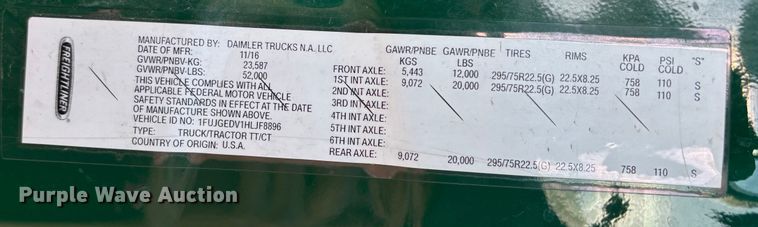 FREIGHTLINER
MANUFACTURED BY: DAIMLER TRUCKS N.A. LLC
DATE OF MFR: 11/16
GVWR/PNBV-KG: 23,587
GVWR/PNBV-LBS: 52,000
THIS VEHICLE COMPLIES WITH ALL
APPLICABLE FEDERAL MOTOR VEHICLE
SAFETY STANDARDS IN EFFECT AT THE DATE
OF MANUFACTURE SHOWN ABOVE.
VEHICLE ID NO: 1FUJGEDV1HLJF8896
TYPE: TRUCK/TRACTOR TT/CT
COUNTRY OF ORIGIN: U.S.A.
GAWR/PNBE GAWR/PNBE TIRES RIMS KPA PSI "S"
KGS LBS COLD COLD
FRONT AXLE: 5,443 12,000 295/75R22.5(G) 22.5X8.25 758 110 S
1ST INT AXLE: 9,072 20,000 295/75R22.5(G) 22.5X8.25 758 110 S
2ND INT AXLE:
3RD INT AXLE:
4TH INT AXLE:
5TH INT AXLE:
6TH INT AXLE:
REAR AXLE: 9,072 20,000 295/75R22.5(G) 22.5X8.25 758 110 S
Purple Wave Auction